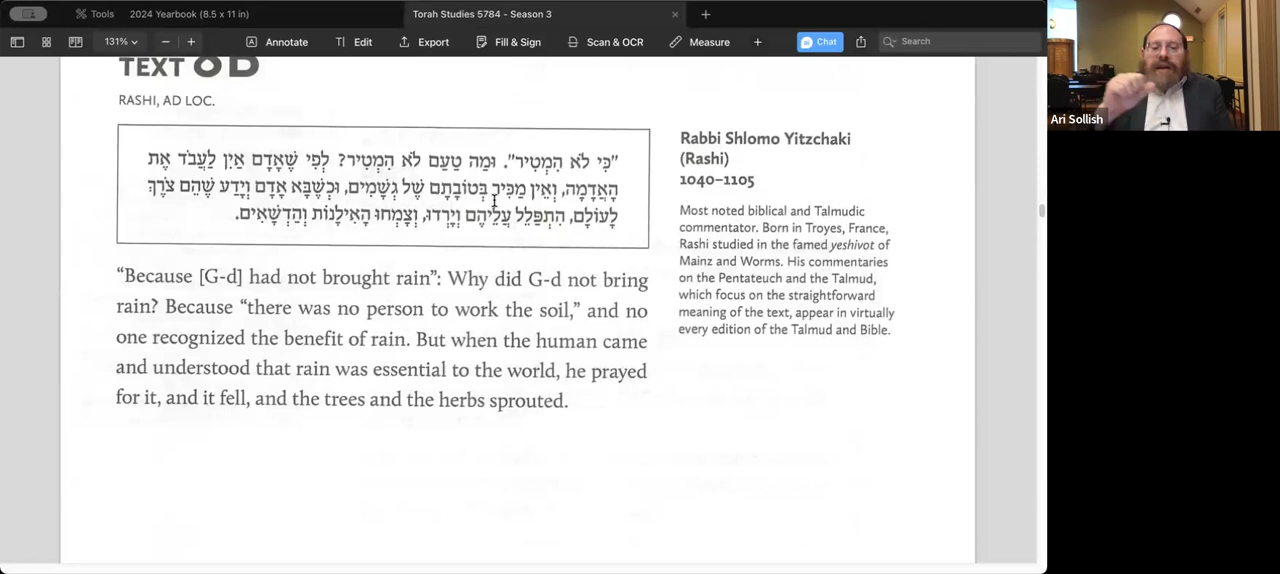 Tools
2024 Yearbook (8.5 x 11 in)
Torah Studies 5784 - Season 3
131%
Annotate
Edit
Export
Fill & Sign
Scan & OCR
Measure
Chat
Search
TEXT 8B
RASHI, AD LOC.
"כִּי לֹא הִמְטִיר". וּמַה טַעַם לֹא הִמְטִיר? לְפִי שֶׁאָדָם אַיִן לַעֲבֹד אֶת
הָאֲדָמָה, וְאֵין מַכִּיר בְּטוֹבָתָם שֶׁל גְּשָׁמִים, וּכְשֶׁבָּא אָדָם וְיָדַע שֶׁהֵם צֹרֶךְ
לָעוֹלָם, הִתְפַּלֵל עֲלֵיהֶם וְיָרְדוּ, וְצָמְחוּ הָאִילָנוֹת וְהַדְשָׁאִים.
"Because [G-d] had not brought rain": Why did G-d not bring
rain? Because "there was no person to work the soil," and no
one recognized the benefit of rain. But when the human came
and understood that rain was essential to the world, he prayed
for it, and it fell, and the trees and the herbs sprouted.
Rabbi Shlomo Yitzchaki
(Rashi)
1040–1105
Most noted biblical and Talmudic
commentator. Born in Troyes, France,
Rashi studied in the famed yeshivot of
Mainz and Worms. His commentaries
on the Pentateuch and the Talmud,
which focus on the straightforward
meaning of the text, appear in virtually
every edition of the Talmud and Bible.
Ari Sollish